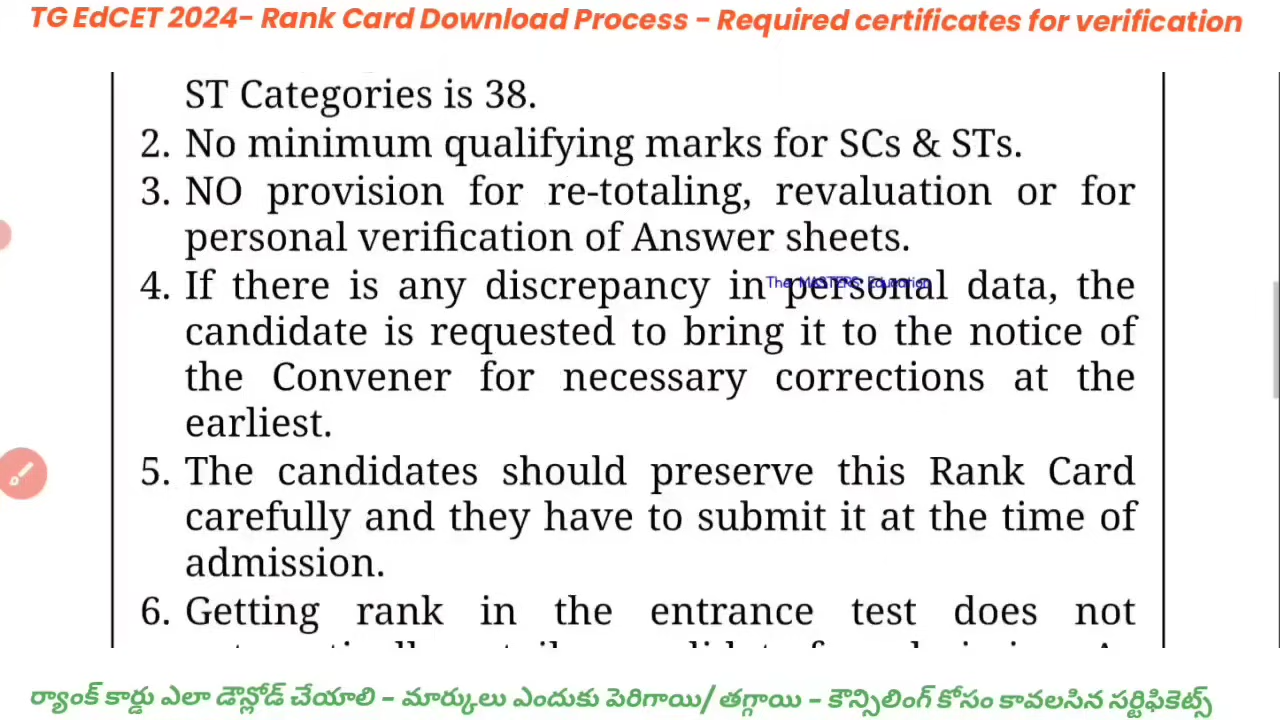 TG EdCET 2024- Rank Card Download Process - Required certificates for verification
ST Categories is 38.
2. No minimum qualifying marks for SCs & STs.
3. NO provision for re-totaling, revaluation or for
personal verification of Answer sheets.
4. If there is any discrepancy in personal data, the
The MASTERS Education
candidate is requested to bring it to the notice of
the Convener for necessary corrections at the
earliest.
5. The candidates should preserve this Rank Card
carefully and they have to submit it at the time of
admission.
6. Getting rank in the entrance test does not
ర్యాంక్ కార్డు ఎలా డౌన్లోడ్ చేయాలి - మార్కులు ఎందుకు పెరిగాయి/ తగ్గాయి - కౌన్సిలింగ్ కోసం కావలసిన సర్టిఫికెట్స్